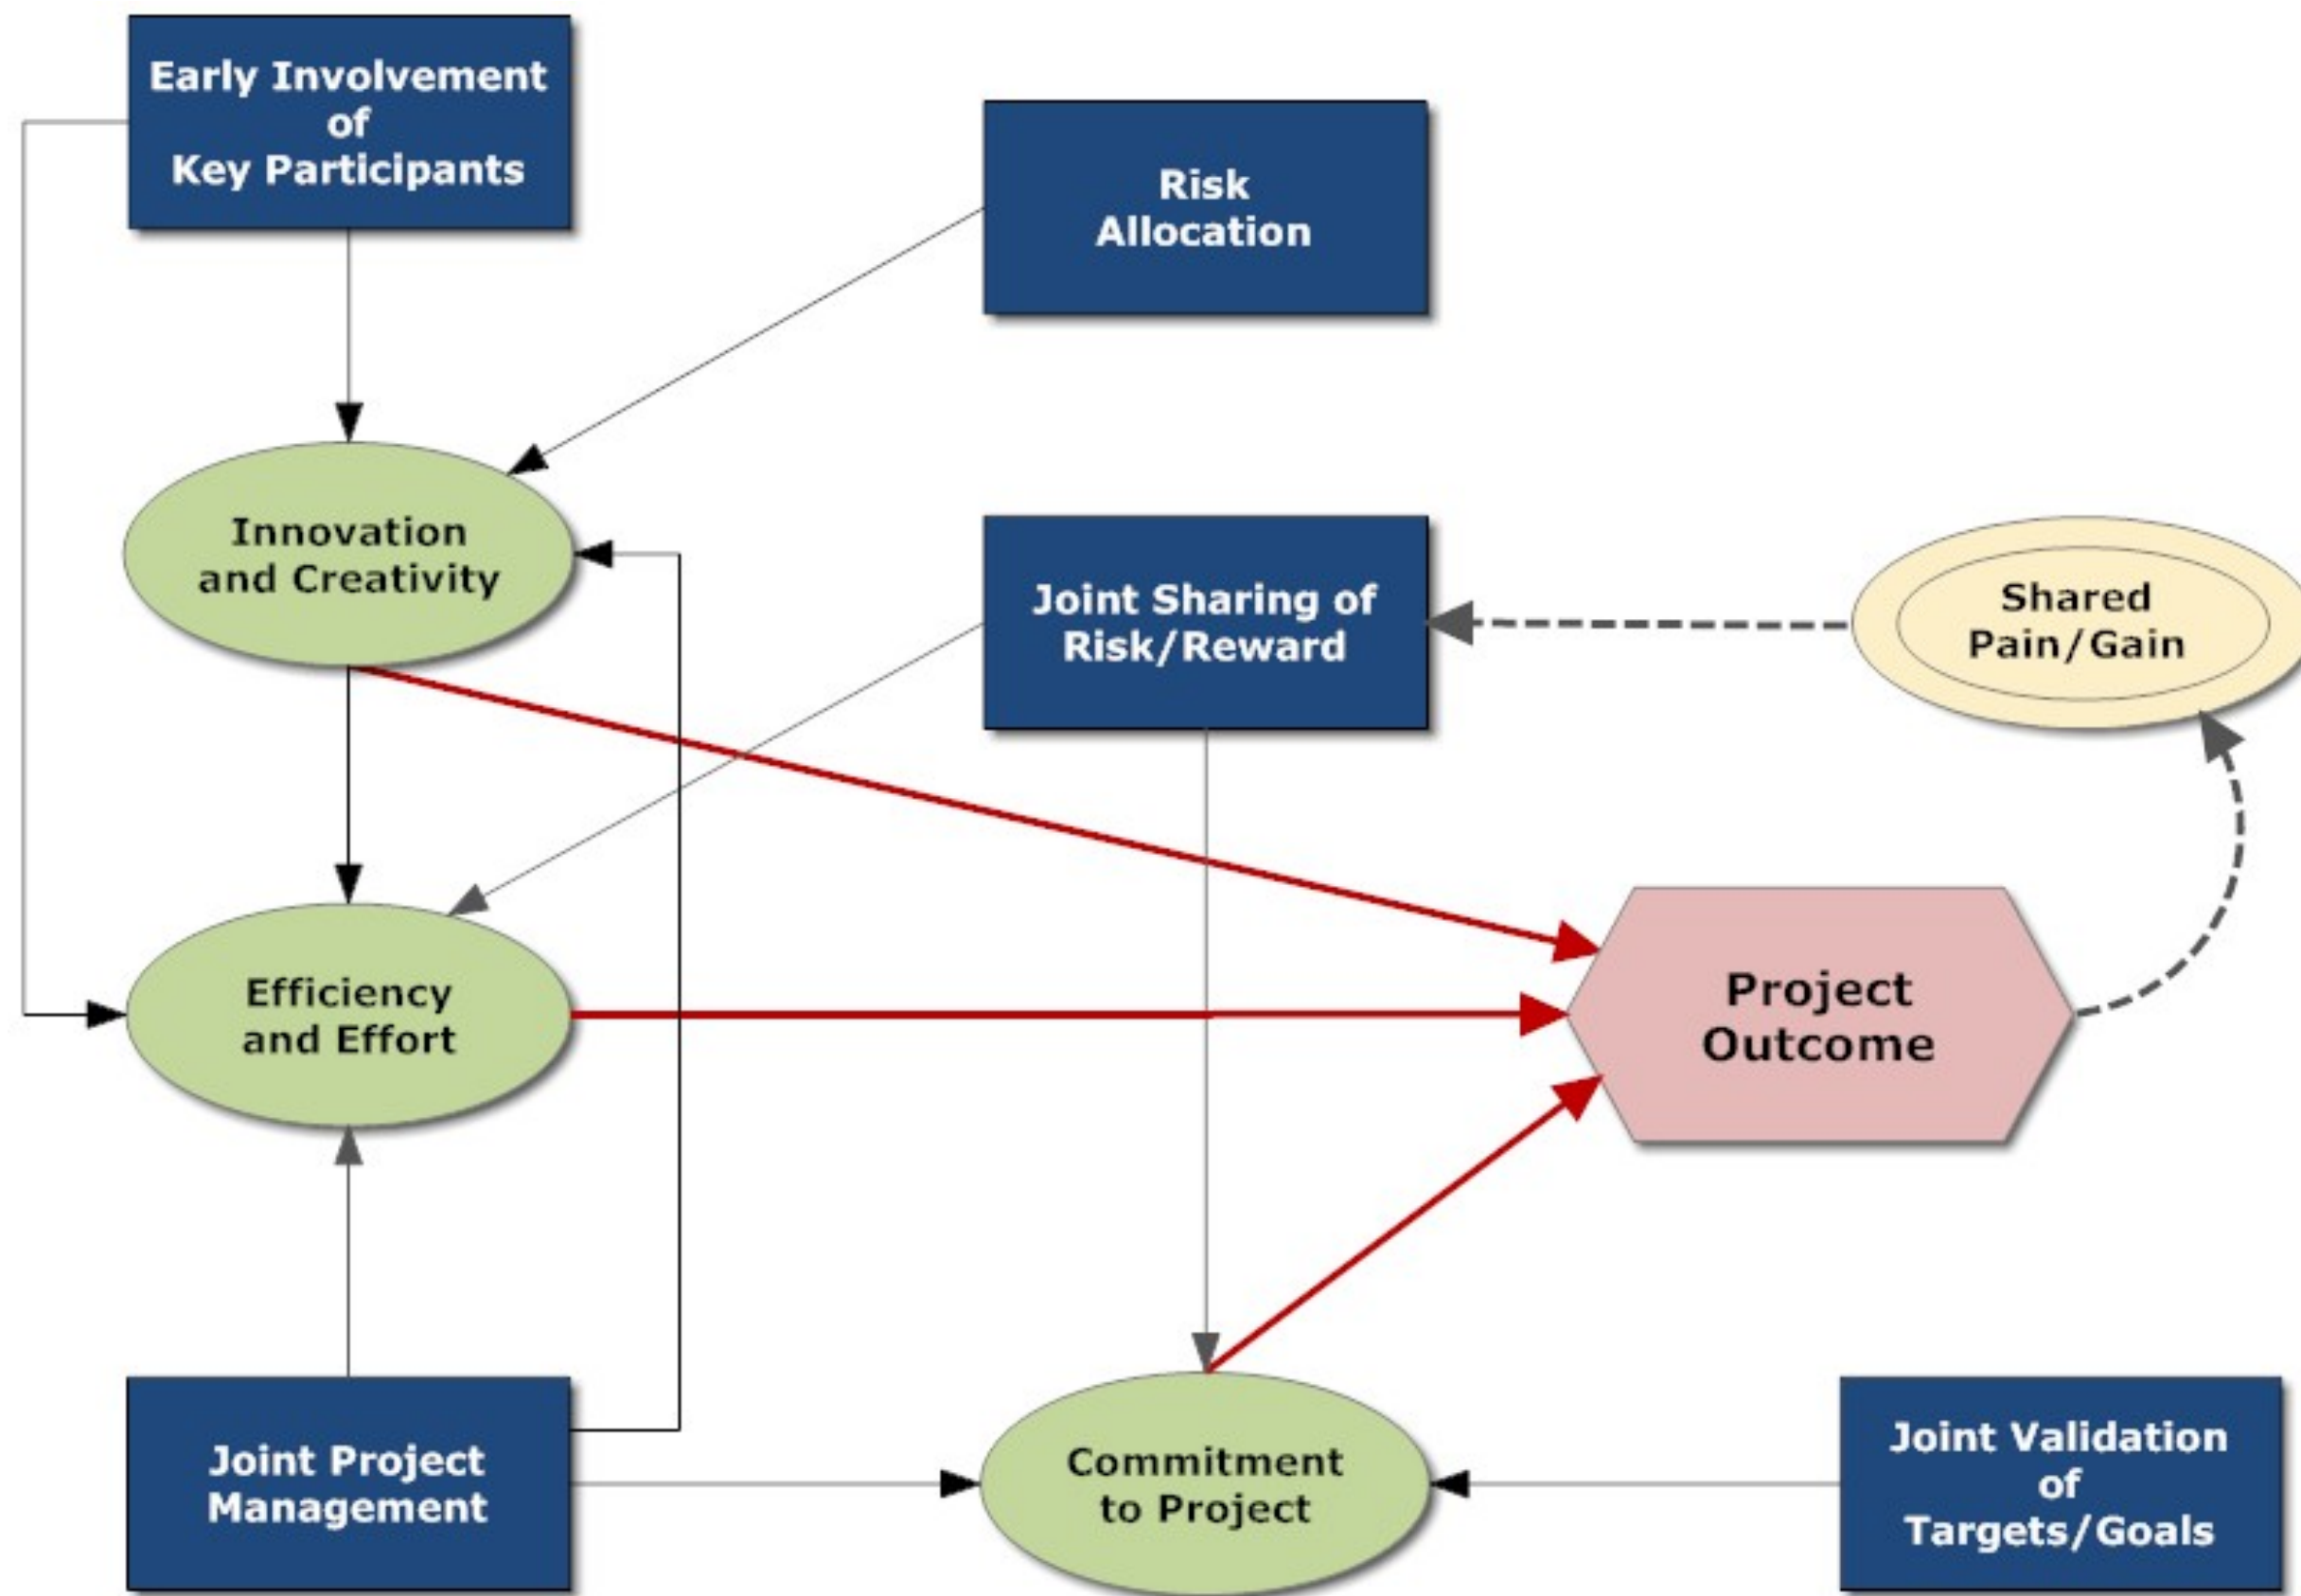 Early Involvement
of
Key Participants
Risk
Allocation
Innovation
and Creativity
Joint Sharing of
Risk/Reward
Shared
Pain/Gain
Efficiency
and Effort
Project
Outcome
Joint Project
Management
Commitment
to Project
Joint Validation
of
Targets/Goals